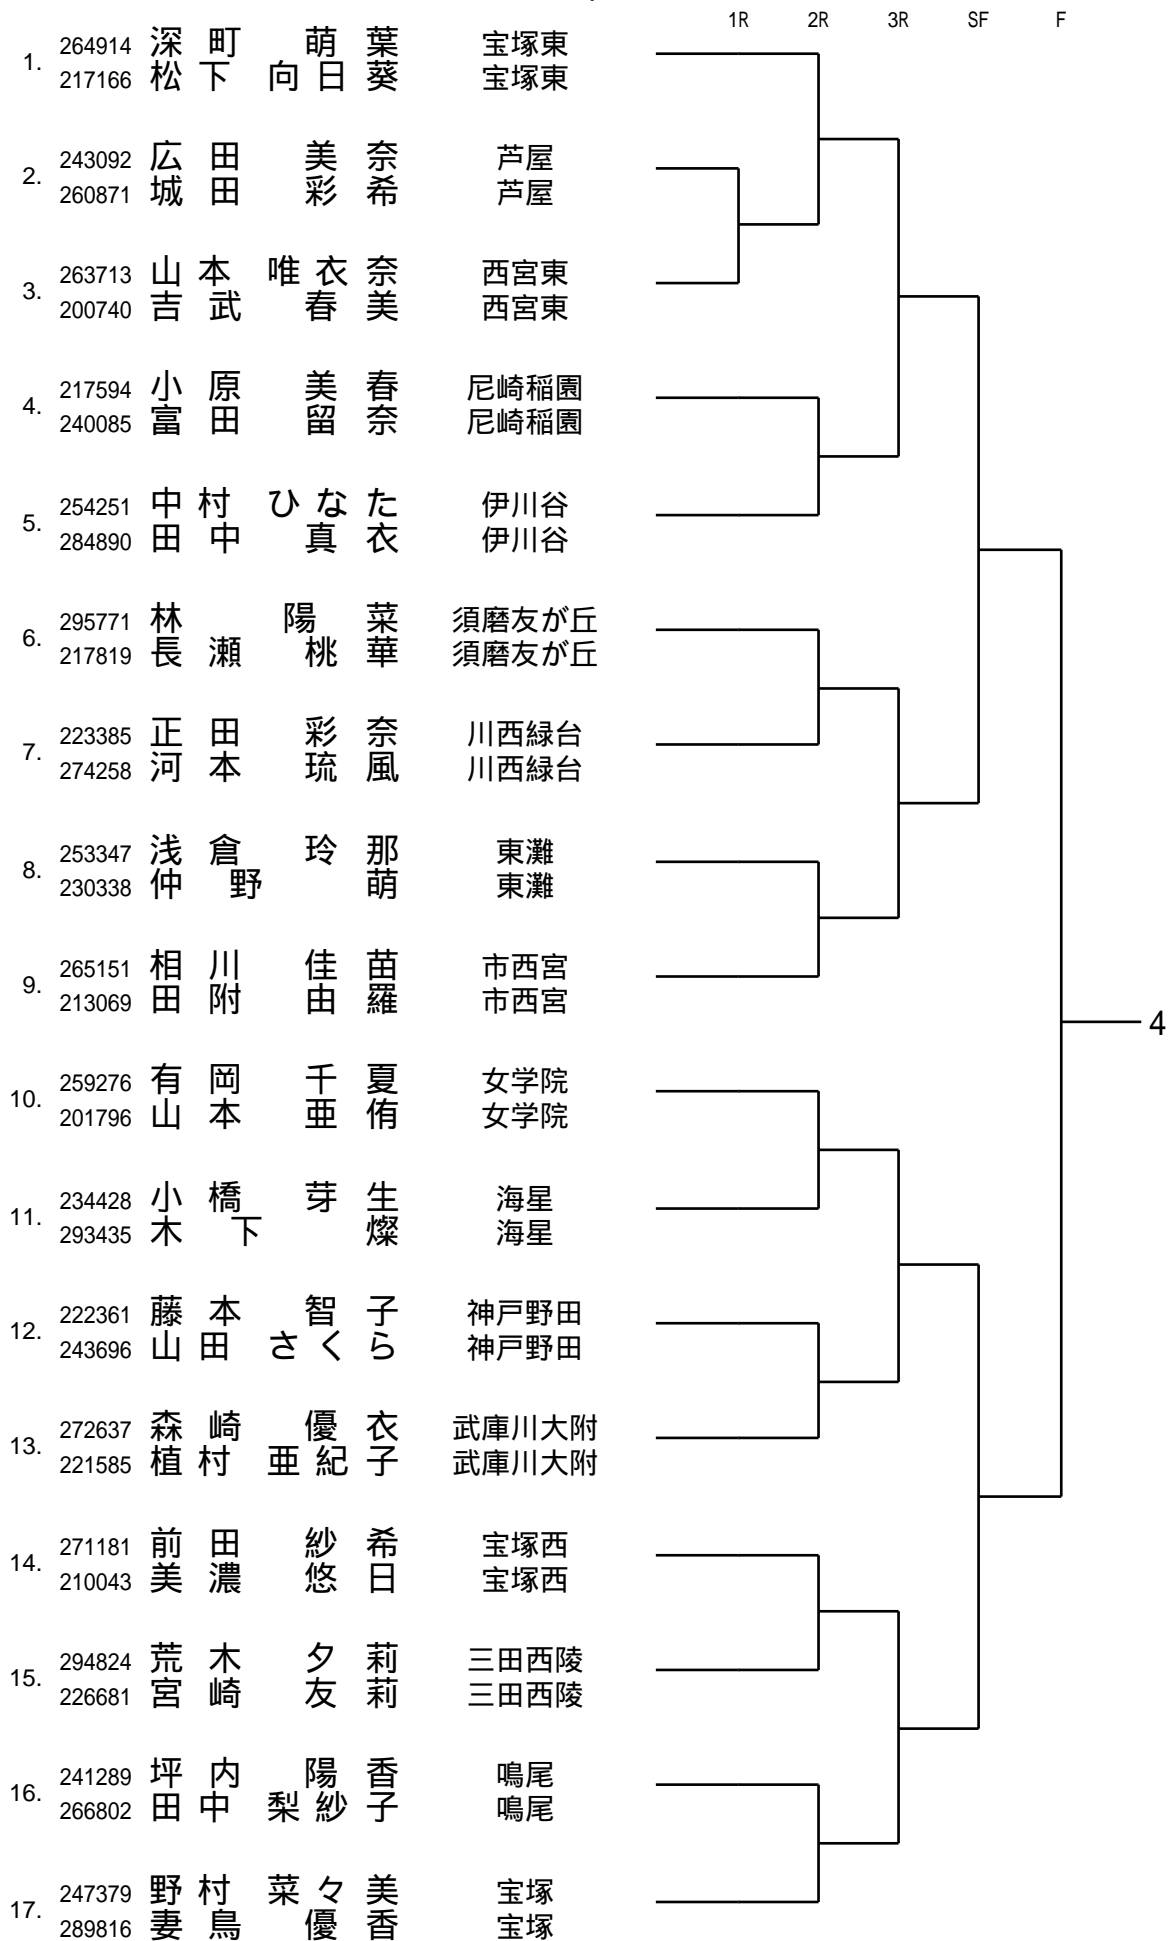 1R 2R 3R SF F
1. 264914 深町 萌葉 宝塚東
217166 松下 向日葵 宝塚東
2. 243092 広田 美奈 芦屋
260871 城田 彩希 芦屋
3. 263713 山本 唯衣奈 西宮東
200740 吉武 春美 西宮東
4. 217594 小原 美春 尼崎稲園
240085 富田 留奈 尼崎稲園
5. 254251 中村 ひなた 伊川谷
284890 田中 真衣 伊川谷
6. 295771 林 陽菜 須磨友が丘
217819 長瀬 桃華 須磨友が丘
7. 223385 正田 彩奈 川西緑台
274258 河本 琉風 川西緑台
8. 253347 浅倉 玲那 東灘
230338 仲野 萌 東灘
9. 265151 相川 佳苗 市西宮
213069 田附 由羅 市西宮
4
10. 259276 有岡 千夏 女学院
201796 山本 亜侑 女学院
11. 234428 小橋 芽生 海星
293435 木下 燦 海星
12. 222361 藤本 智子 神戸野田
243696 山田 さくら 神戸野田
13. 272637 森崎 優衣 武庫川大附
221585 植村 亜紀子 武庫川大附
14. 271181 前田 紗希 宝塚西
210043 美濃 悠日 宝塚西
15. 294824 荒木 夕莉 三田西陵
226681 宮崎 友莉 三田西陵
16. 241289 坪内 陽香 鳴尾
266802 田中 梨紗子 鳴尾
17. 247379 野村 菜々美 宝塚
289816 妻鳥 優香 宝塚